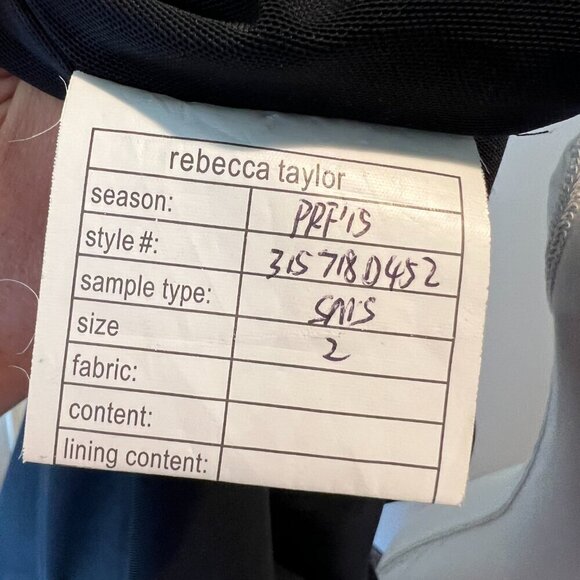 rebecca taylor
season: PRF'15
style #: 315718D452
sample type: SMS
size 2
fabric:
content:
lining content: